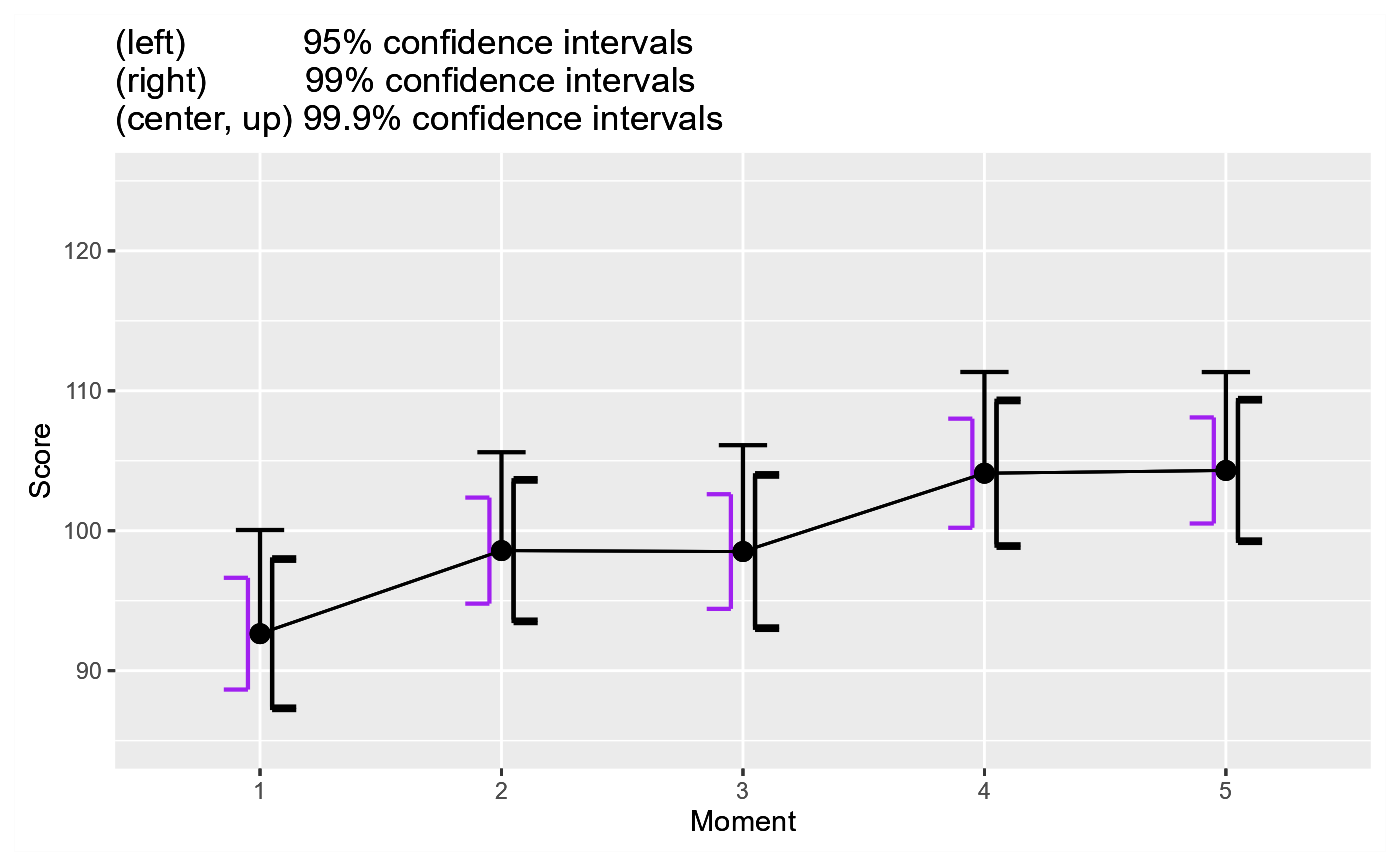 (left) 95% confidence intervals
(right) 99% confidence intervals
(center, up) 99.9% confidence intervals
Score
120
110
100
90
1 2 3 4 5
Moment